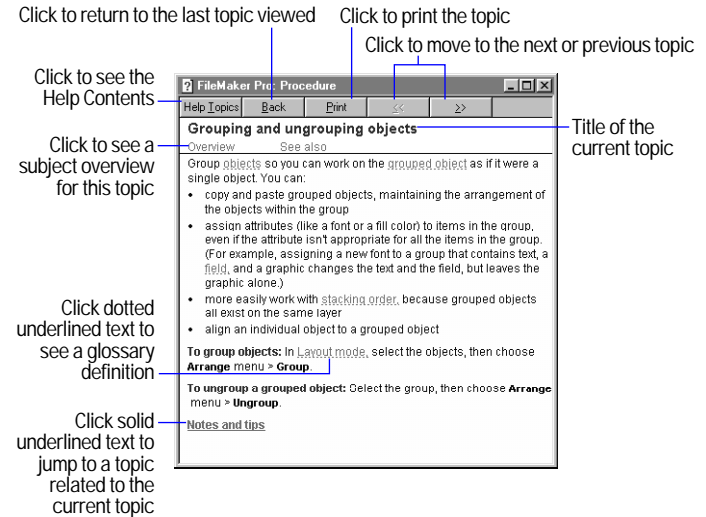 Click to return to the last topic viewed
Click to print the topic
Click to move to the next or previous topic
Click to see the
Help Contents
Click to see a
subject overview
for this topic
Click dotted
underlined text to
see a glossary
definition
Click solid
underlined text to
jump to a topic
related to the
current topic
Title of the
current topic
FileMaker Pro: Procedure
Help Topics Back Print << >>
Grouping and ungrouping objects
Overview See also
Group objects so you can work on the grouped object as if it were a
single object. You can:
• copy and paste grouped objects, maintaining the arrangement of
the objects within the group
• assign attributes (like a font or a fill color) to items in the group,
even if the attribute isn't appropriate for all the items in the group.
(For example, assigning a new font to a group that contains text, a
field, and a graphic changes the text and the field, but leaves the
graphic alone.)
• more easily work with stacking order, because grouped objects
all exist on the same layer
• align an individual object to a grouped object
To group objects: In Layout mode, select the objects, then choose
Arrange menu > Group.
To ungroup a grouped object: Select the group, then choose Arrange
menu > Ungroup.
Notes and tips